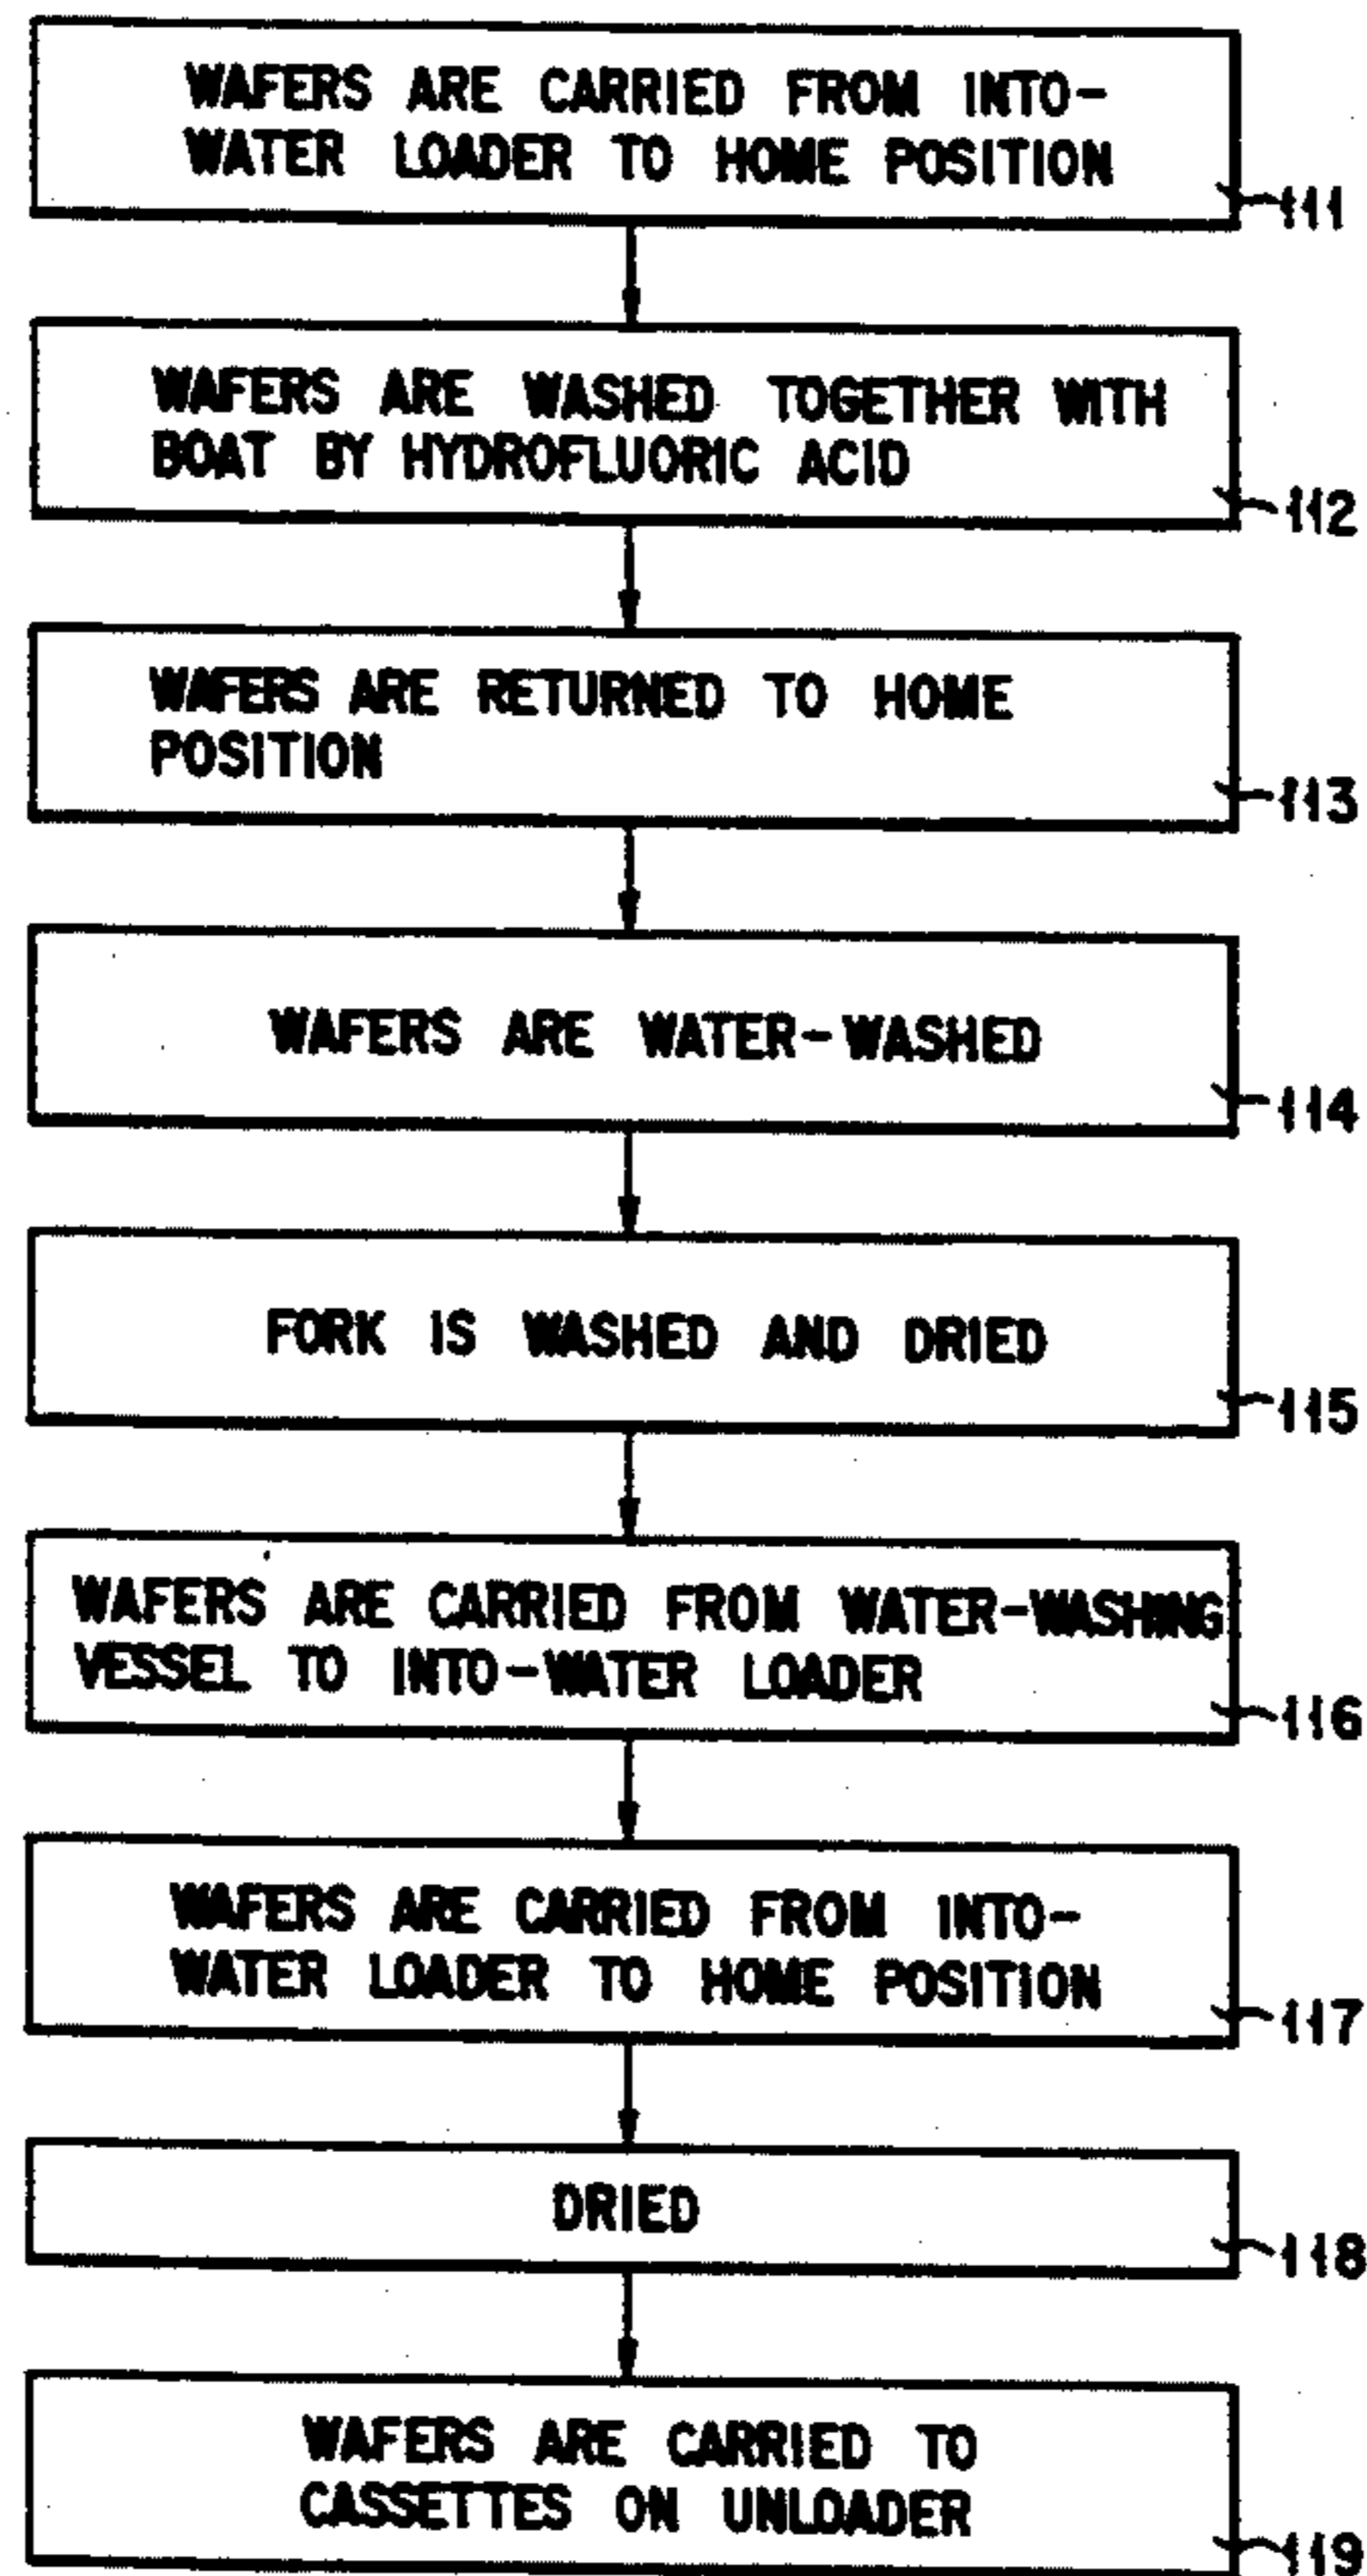 WAFERS ARE CARRIED FROM INTO-
WATER LOADER TO HOME POSITION
111
WAFERS ARE WASHED TOGETHER WITH
BOAT BY HYDROFLUORIC ACID
112
WAFERS ARE RETURNED TO HOME
POSITION
113
WAFERS ARE WATER-WASHED
114
FORK IS WASHED AND DRIED
115
WAFERS ARE CARRIED FROM WATER-WASHING
VESSEL TO INTO-WATER LOADER
116
WAFERS ARE CARRIED FROM INTO-
WATER LOADER TO HOME POSITION
117
DRIED
118
WAFERS ARE CARRIED TO
CASSETTES ON UNLOADER
119